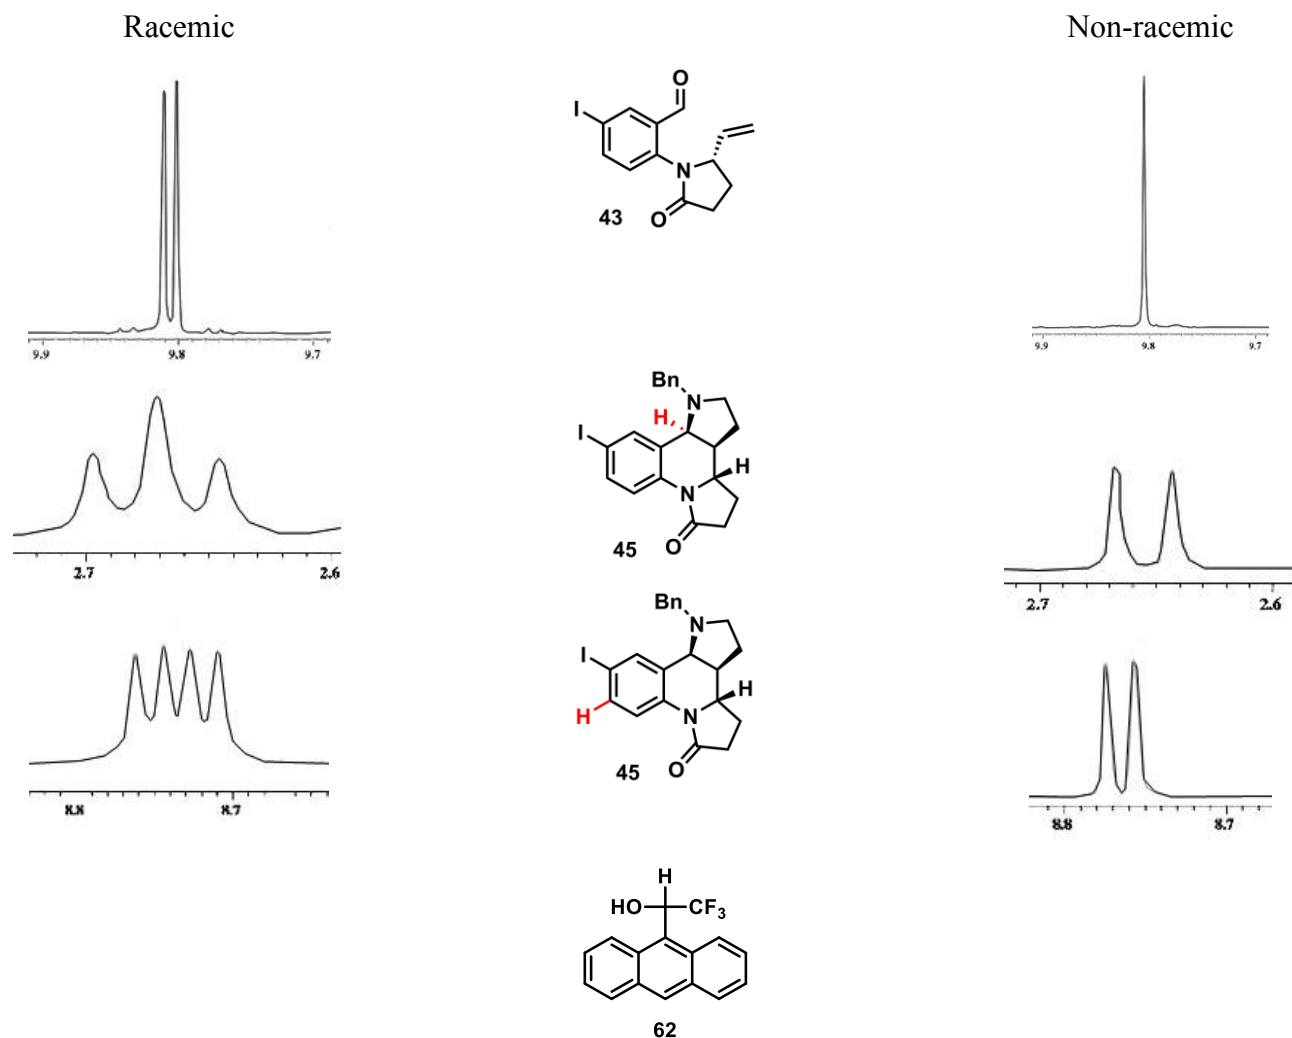 Racemic
Non-racemic
O
I
N
O
43
9.9 9.8 9.7
9.9 9.8 9.7
Bn
N
H
I
H
N
O
45
2.7 2.6
2.7 2.6
Bn
N
I
H
H
N
O
45
8.8 8.7
8.8 8.7
H
HO CF3
62